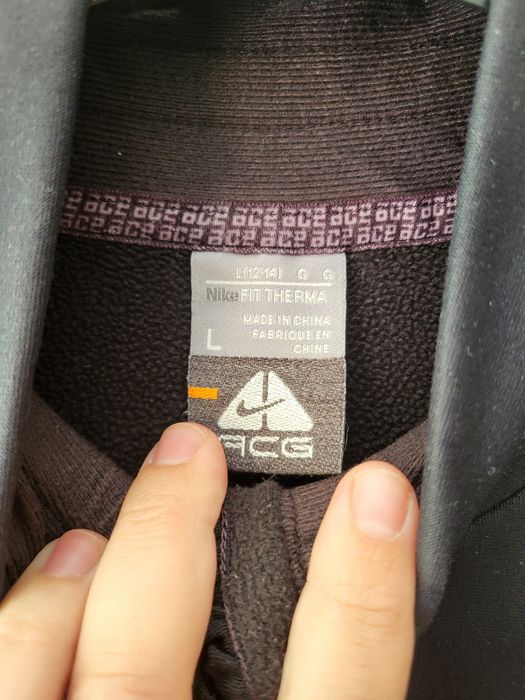 acg acg acg acg acg acg acg
L(12-14) G G
Nike FIT THERMA
MADE IN CHINA
FABRIQUE EN
CHINE
L
ACG